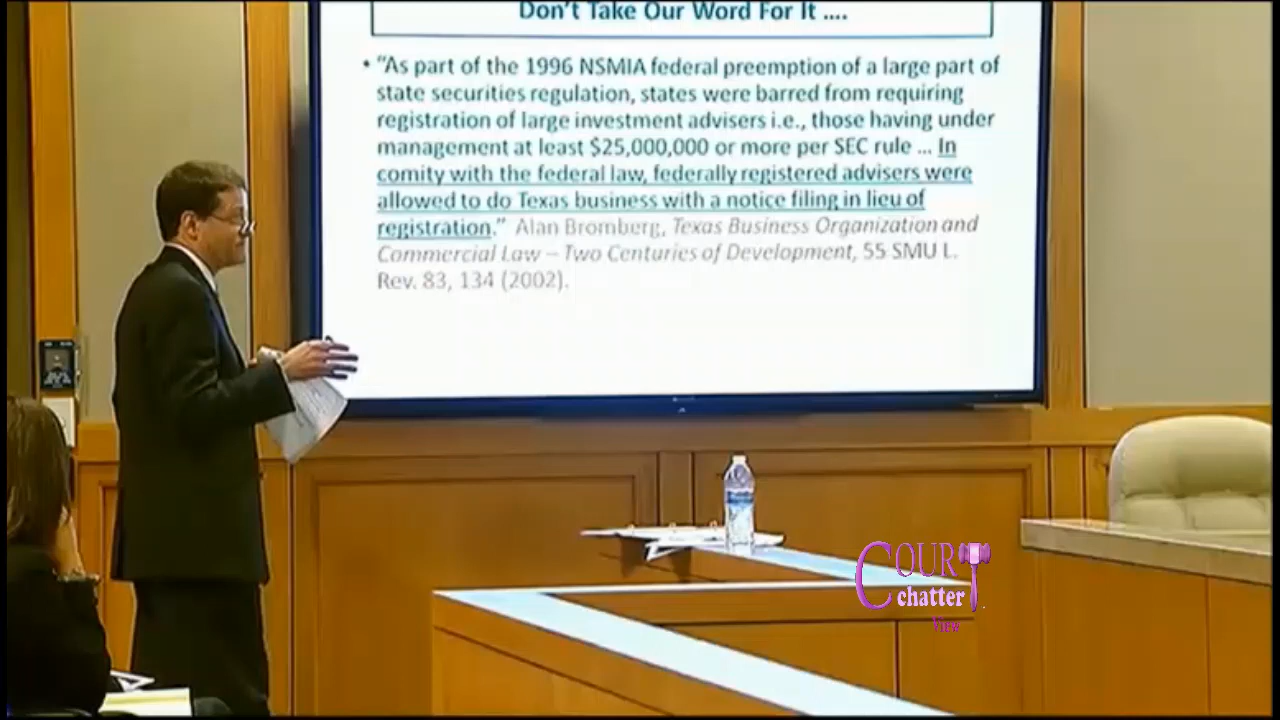 Don't Take Our Word For It ....
• "As part of the 1996 NSMIA federal preemption of a large part of
state securities regulation, states were barred from requiring
registration of large investment advisers i.e., those having under
management at least $25,000,000 or more per SEC rule ... In
comity with the federal law, federally registered advisers were
allowed to do Texas business with a notice filing in lieu of
registration." Alan Bromberg, Texas Business Organization and
Commercial Law – Two Centuries of Development, 55 SMU L.
Rev. 83, 134 (2002).
COURT
chatter
View